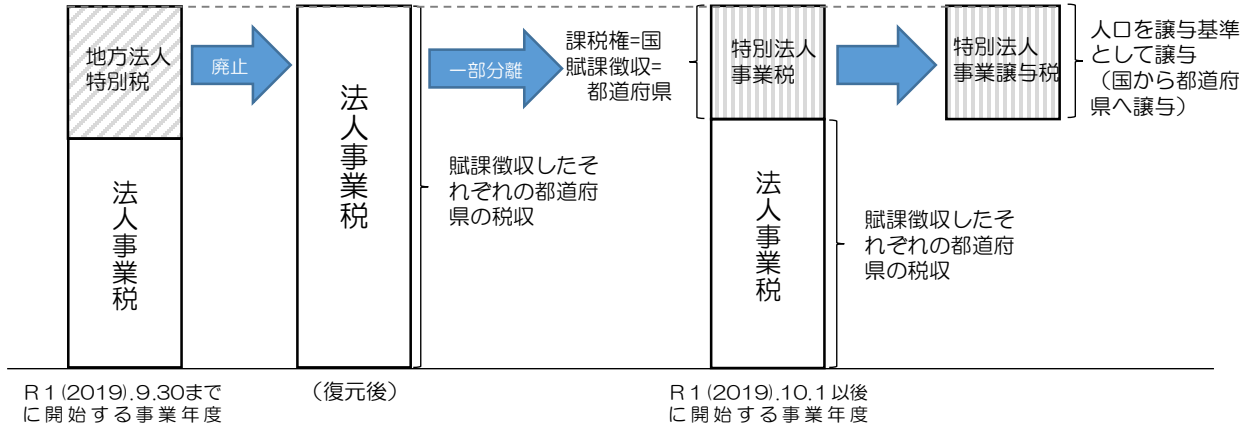 地方法人
特別税
廃止
法人事業税
法人事業税
一部分離
課税権=国
賦課徴収=
都道府県
賦課徴収したそ
れぞれの都道府
県の税収
特別法人
事業税
法人事業税
特別法人
事業譲与税
人口を譲与基準
として譲与
（国から都道府
県へ譲与）
賦課徴収したそ
れぞれの都道府
県の税収
R1(2019).9.30まで
に開始する事業年度
（復元後）
R1(2019).10.1以後
に開始する事業年度